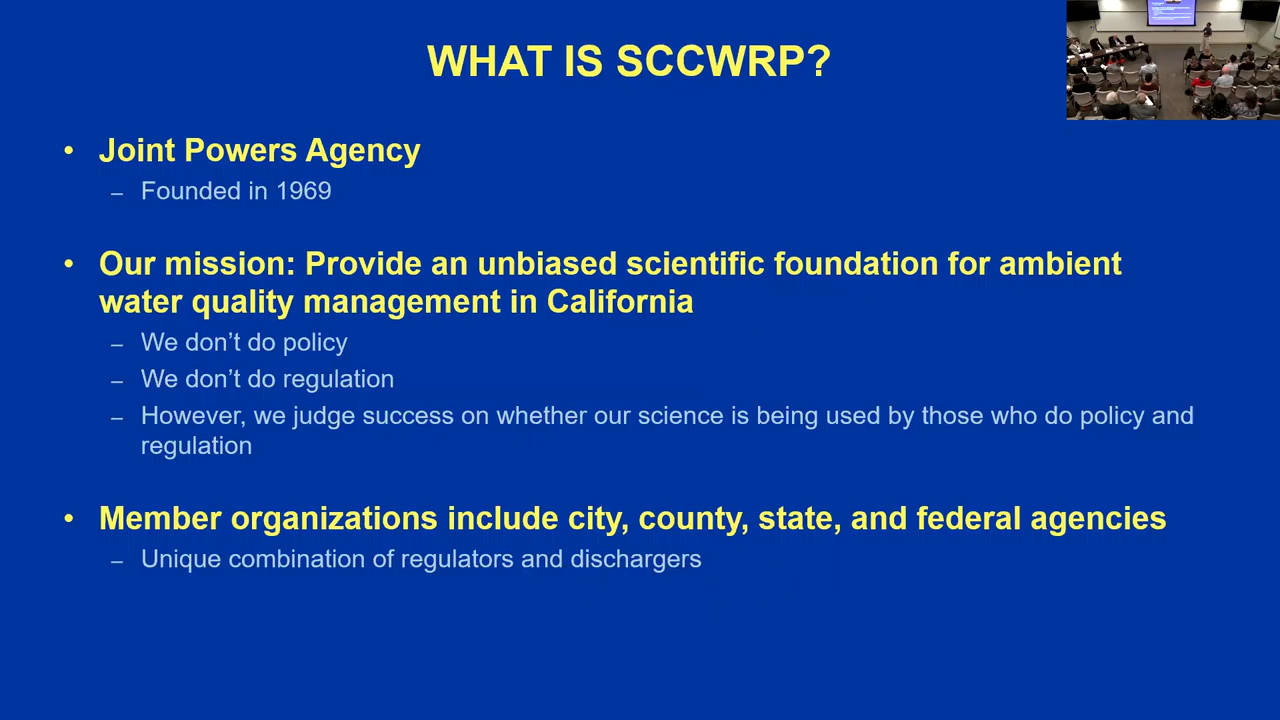 WHAT IS SCCWRP?
• Joint Powers Agency
– Founded in 1969
• Our mission: Provide an unbiased scientific foundation for ambient
water quality management in California
– We don’t do policy
– We don’t do regulation
– However, we judge success on whether our science is being used by those who do policy and
regulation
• Member organizations include city, county, state, and federal agencies
– Unique combination of regulators and dischargers